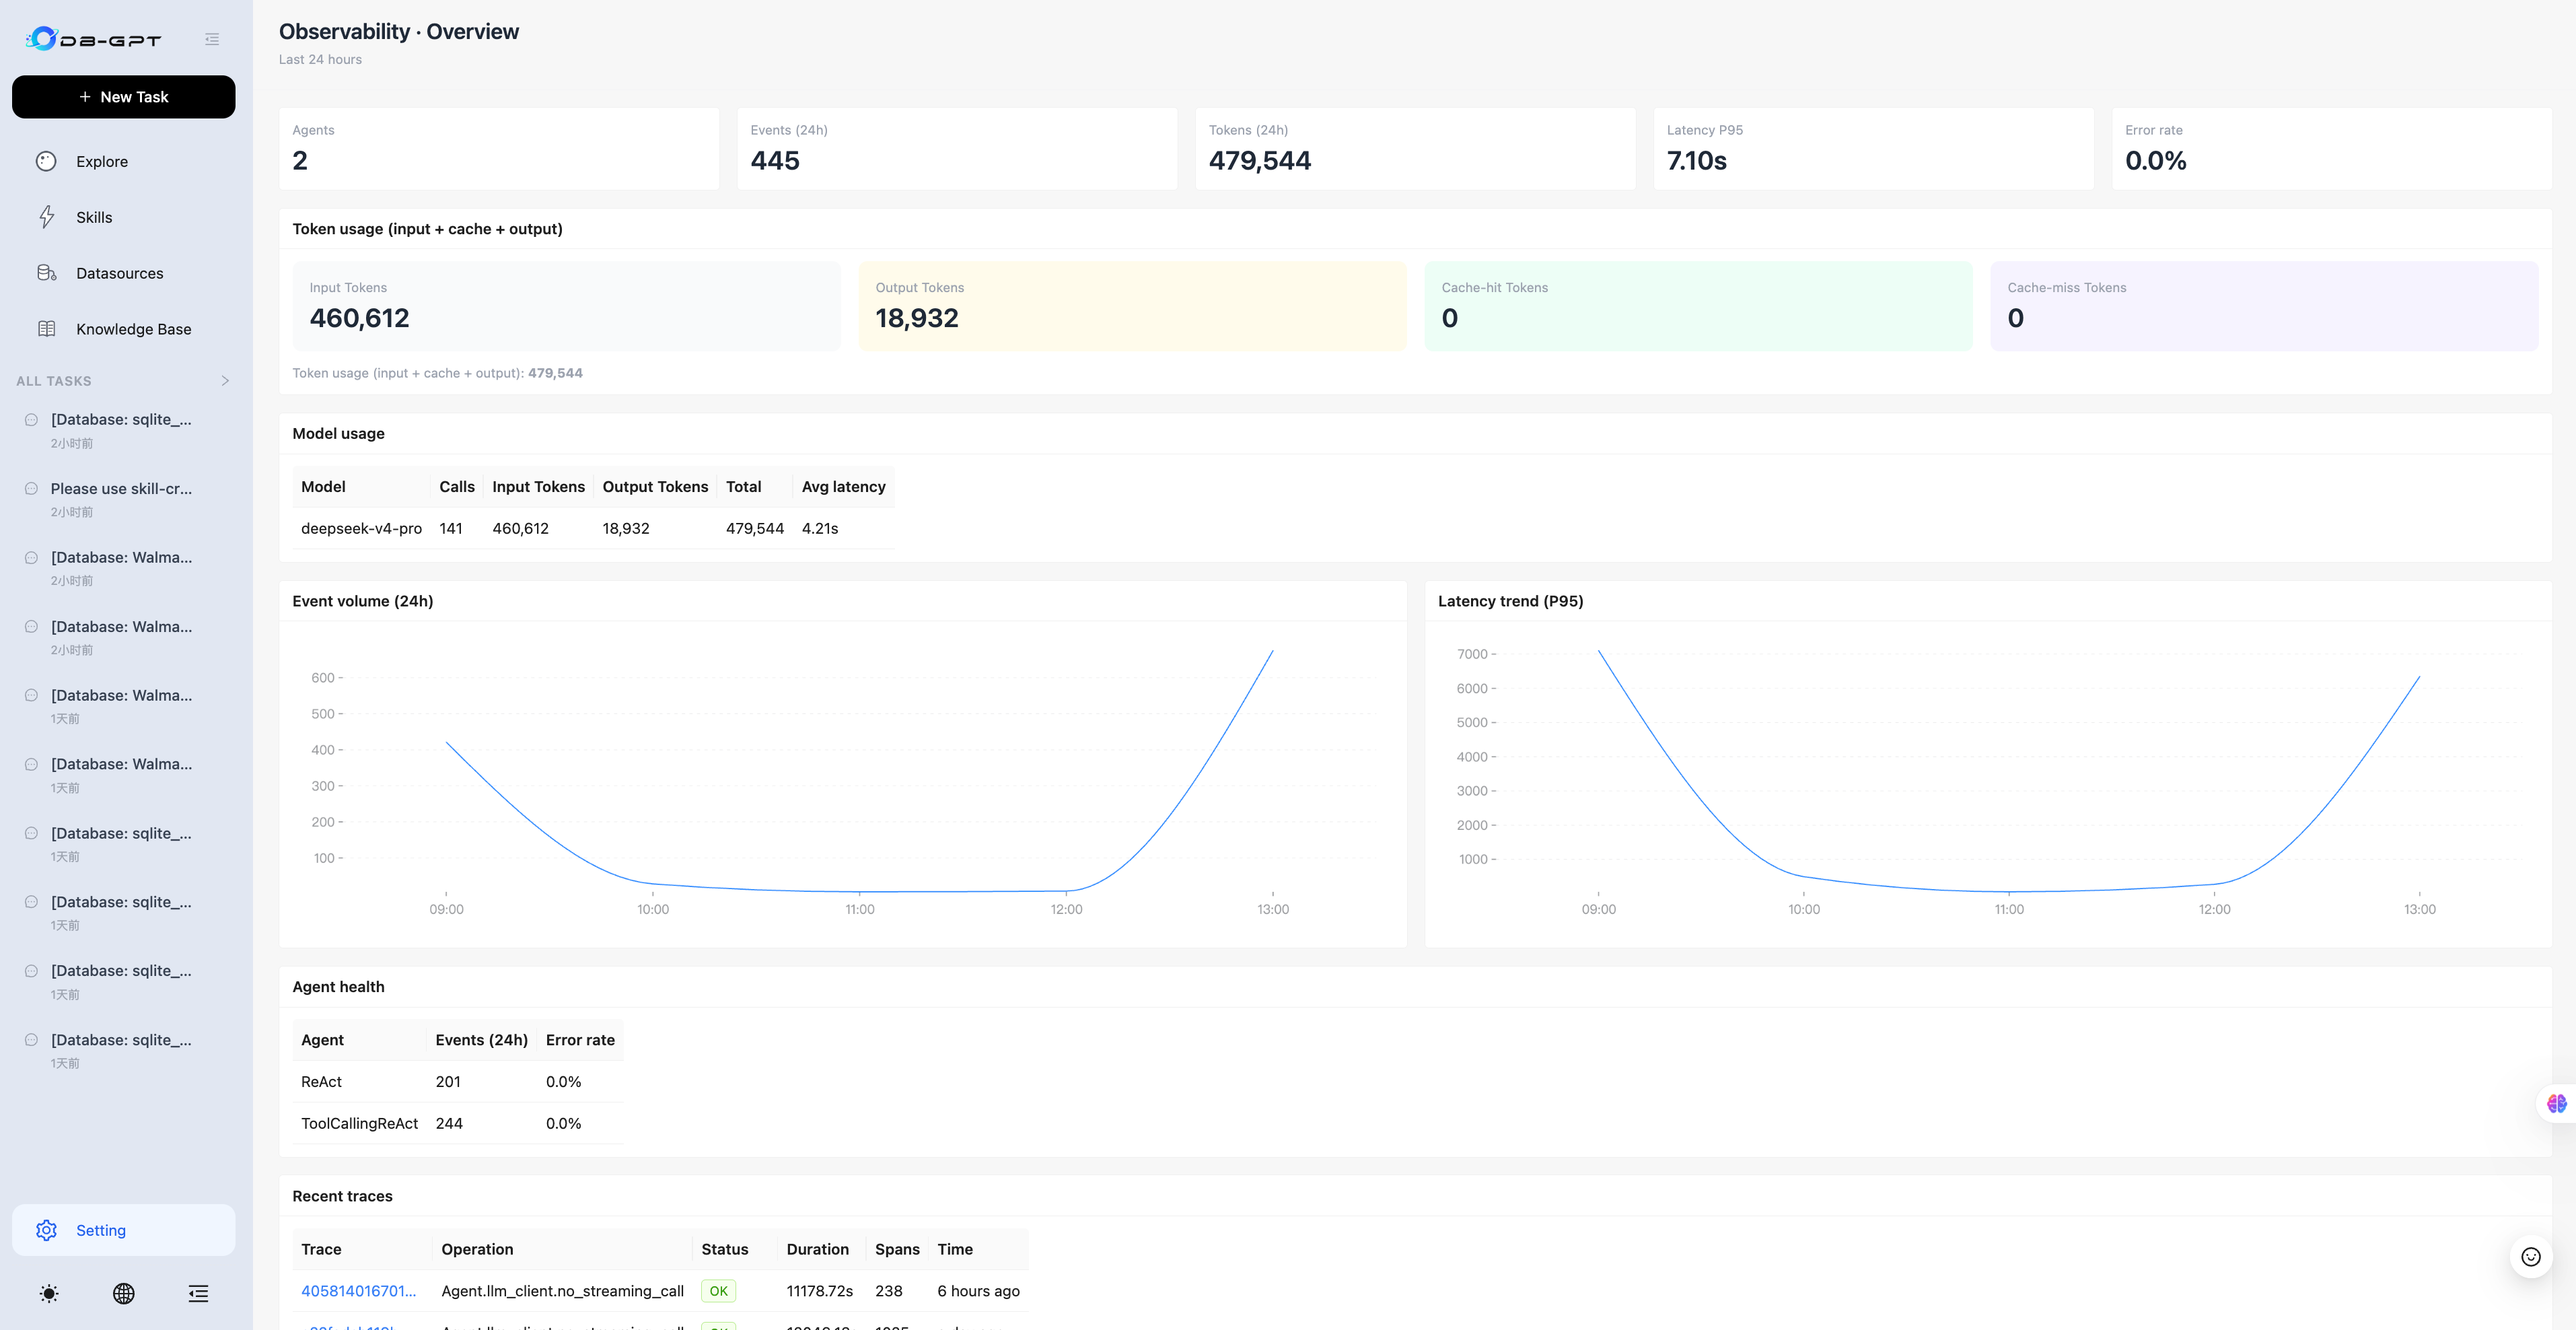 DB-GPT
+ New Task
Explore
Skills
Datasources
Knowledge Base
ALL TASKS
[Database: sqlite_...
2小时前
Please use skill-cr...
2小时前
[Database: Walma...
2小时前
[Database: Walma...
2小时前
[Database: Walma...
1天前
[Database: Walma...
1天前
[Database: sqlite_...
1天前
[Database: sqlite_...
1天前
[Database: sqlite_...
1天前
[Database: sqlite_...
1天前
Setting
Observability · Overview
Last 24 hours
Agents
2
Events (24h)
445
Tokens (24h)
479,544
Latency P95
7.10s
Error rate
0.0%
Token usage (input + cache + output)
Input Tokens
460,612
Output Tokens
18,932
Cache-hit Tokens
0
Cache-miss Tokens
0
Token usage (input + cache + output): 479,544
Model usage
Model Calls Input Tokens Output Tokens Total Avg latency
deepseek-v4-pro 141 460,612 18,932 479,544 4.21s
Event volume (24h)
600
500
400
300
200
100
09:00 10:00 11:00 12:00 13:00
Latency trend (P95)
7000
6000
5000
4000
3000
2000
1000
09:00 10:00 11:00 12:00 13:00
Agent health
Agent Events (24h) Error rate
ReAct 201 0.0%
ToolCallingReAct 244 0.0%
Recent traces
Trace Operation Status Duration Spans Time
405814016701... Agent.llm_client.no_streaming_call OK 11178.72s 238 6 hours ago